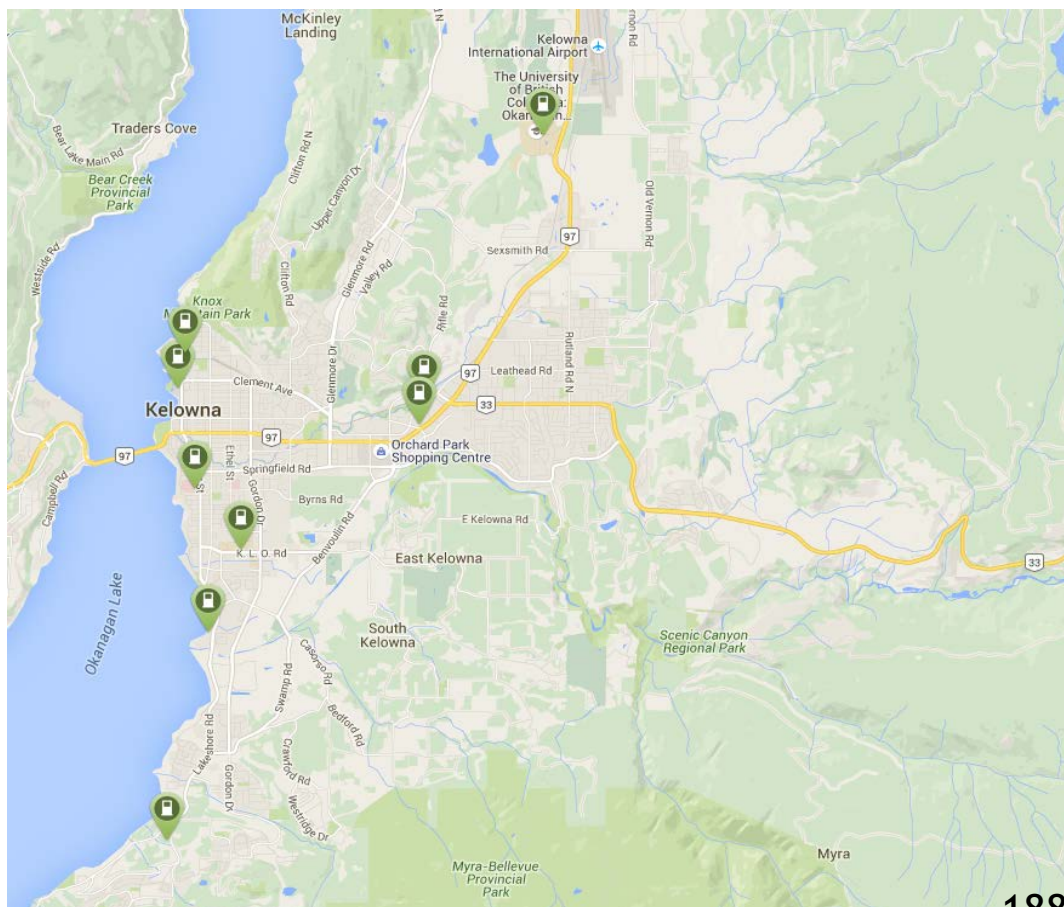 McKinley
Landing
Kelowna
International Airport
The University
of British
Okan
Traders Cove
Bear Lake Main Rd
Bear Creek
Provincial
Park
Westside Rd
Clifton Rd N
Upper Canyon Dr
Glenmore Rd
Valley Rd
Clifton Rd
Sexsmith Rd
97
Old Vernon Rd
Vernon Rd
Knox
Mountain Park
Rifle Rd
Glenmore Dr
Clement Ave
Leathead Rd
Rutland Rd N
97
33
Kelowna
97
97
Orchard Park
Shopping Centre
Ethel St
St
Springfield Rd
Gordon Dr
Byrns Rd
Benvoulin Rd
Campbell Rd
E Kelowna Rd
K. L. O. Rd
East Kelowna
33
Okanagan Lake
South
Kelowna
Scenic Canyon
Regional Park
Casorso Rd
Swamp Rd
Bedford Rd
Lakeshore Rd
Crawford Rd
Gordon Dr
Westridge Dr
Myra
Myra-Bellevue
Provincial
Park
188